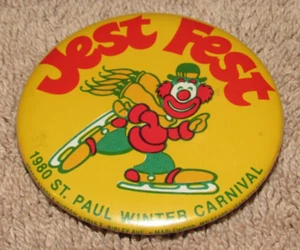 Jest Fest
1980 ST. PAUL WINTER CARNIVAL